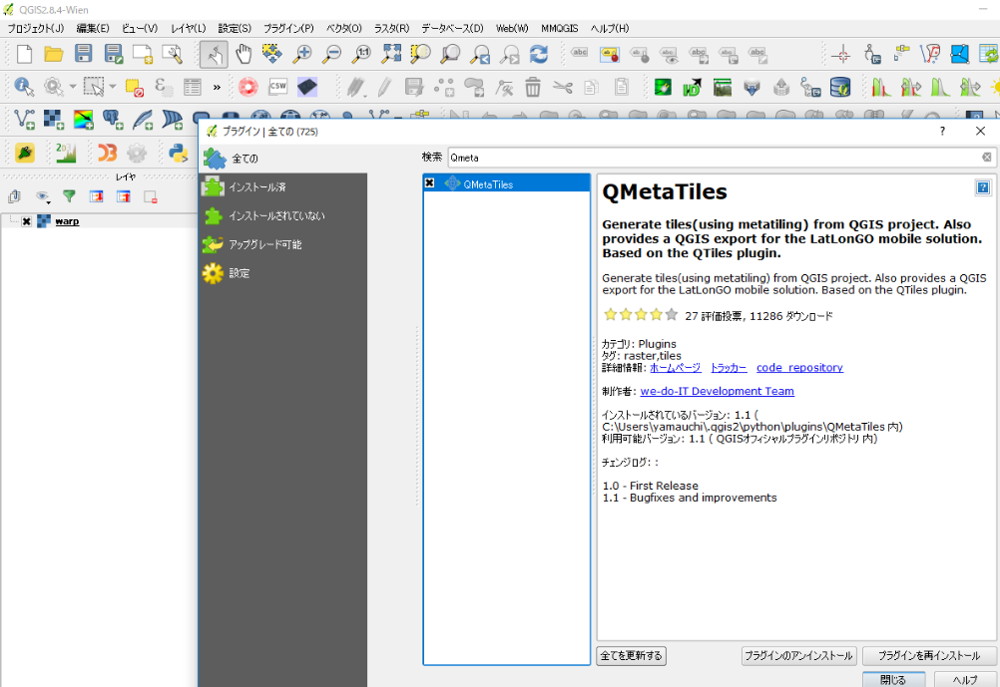 QGIS2.8.4-Wien
プロジェクト(J) 編集(E) ビュー(V) レイヤ(L) 設定(S) プラグイン(P) ベクタ(O) ラスタ(R) データベース(D) Web(W) MMQGIS ヘルプ(H)
プラグイン | 全ての (725)
全ての
検索 Qmeta
レイヤ
インストール済
QMetaTiles
インストールされていない
アップグレード可能
設定
warp
QMetaTiles
Generate tiles(using metatiling) from QGIS project. Also
provides a QGIS export for the LatLonGO mobile solution.
Based on the QTiles plugin.
Generate tiles(using metatiling) from QGIS project. Also provides a QGIS
export for the LatLonGO mobile solution. Based on the QTiles plugin.
27 評価投票, 11286 ダウンロード
カテゴリ: Plugins
タグ: raster,tiles
詳細情報: ホームページ トラッカー code repository
制作者: we-do-IT Development Team
インストールされているバージョン: 1.1 (
C:\Users\yamauchi\.qgis2\python\plugins\QMetaTiles 内)
利用可能バージョン: 1.1 ( QGISオフィシャルプラグインリポジトリ 内)
チェンジログ: :
1.0 - First Release
1.1 - Bugfixes and improvements
全てを更新する プラグインのアンインストール プラグインを再インストール
閉じる ヘルプ